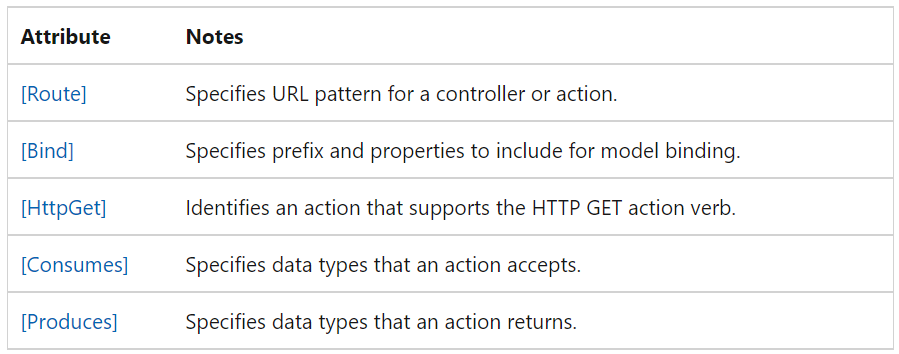 Attribute Notes
[Route] Specifies URL pattern for a controller or action.
[Bind] Specifies prefix and properties to include for model binding.
[HttpGet] Identifies an action that supports the HTTP GET action verb.
[Consumes] Specifies data types that an action accepts.
[Produces] Specifies data types that an action returns.